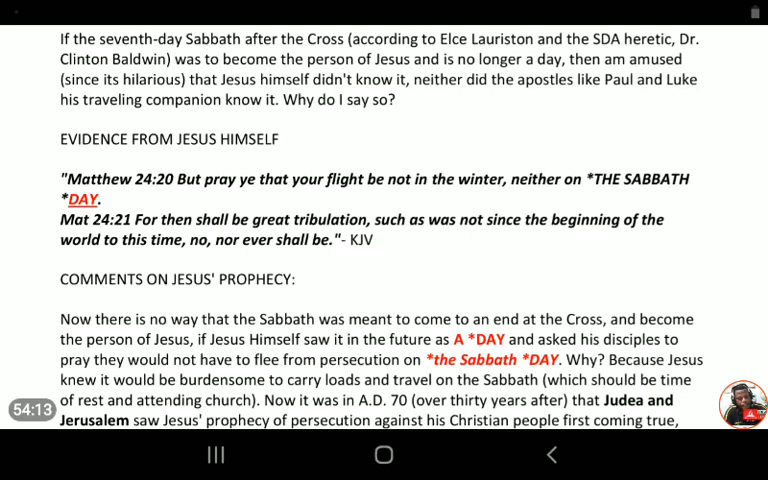 If the seventh-day Sabbath after the Cross (according to Elce Lauriston and the SDA heretic, Dr.
Clinton Baldwin) was to become the person of Jesus and is no longer a day, then am amused
(since its hilarious) that Jesus himself didn't know it, neither did the apostles like Paul and Luke
his traveling companion know it. Why do I say so?
EVIDENCE FROM JESUS HIMSELF
"Matthew 24:20 But pray ye that your flight be not in the winter, neither on *THE SABBATH
*DAY.
Mat 24:21 For then shall be great tribulation, such as was not since the beginning of the
world to this time, no, nor ever shall be."- KJV
COMMENTS ON JESUS' PROPHECY:
Now there is no way that the Sabbath was meant to come to an end at the Cross, and become
the person of Jesus, if Jesus Himself saw it in the future as A *DAY and asked his disciples to
pray they would not have to flee from persecution on *the Sabbath *DAY. Why? Because Jesus
knew it would be burdensome to carry loads and travel on the Sabbath (which should be time
of rest and attending church). Now it was in A.D. 70 (over thirty years after) that Judea and
Jerusalem saw Jesus' prophecy of persecution against his Christian people first coming true,
54:13